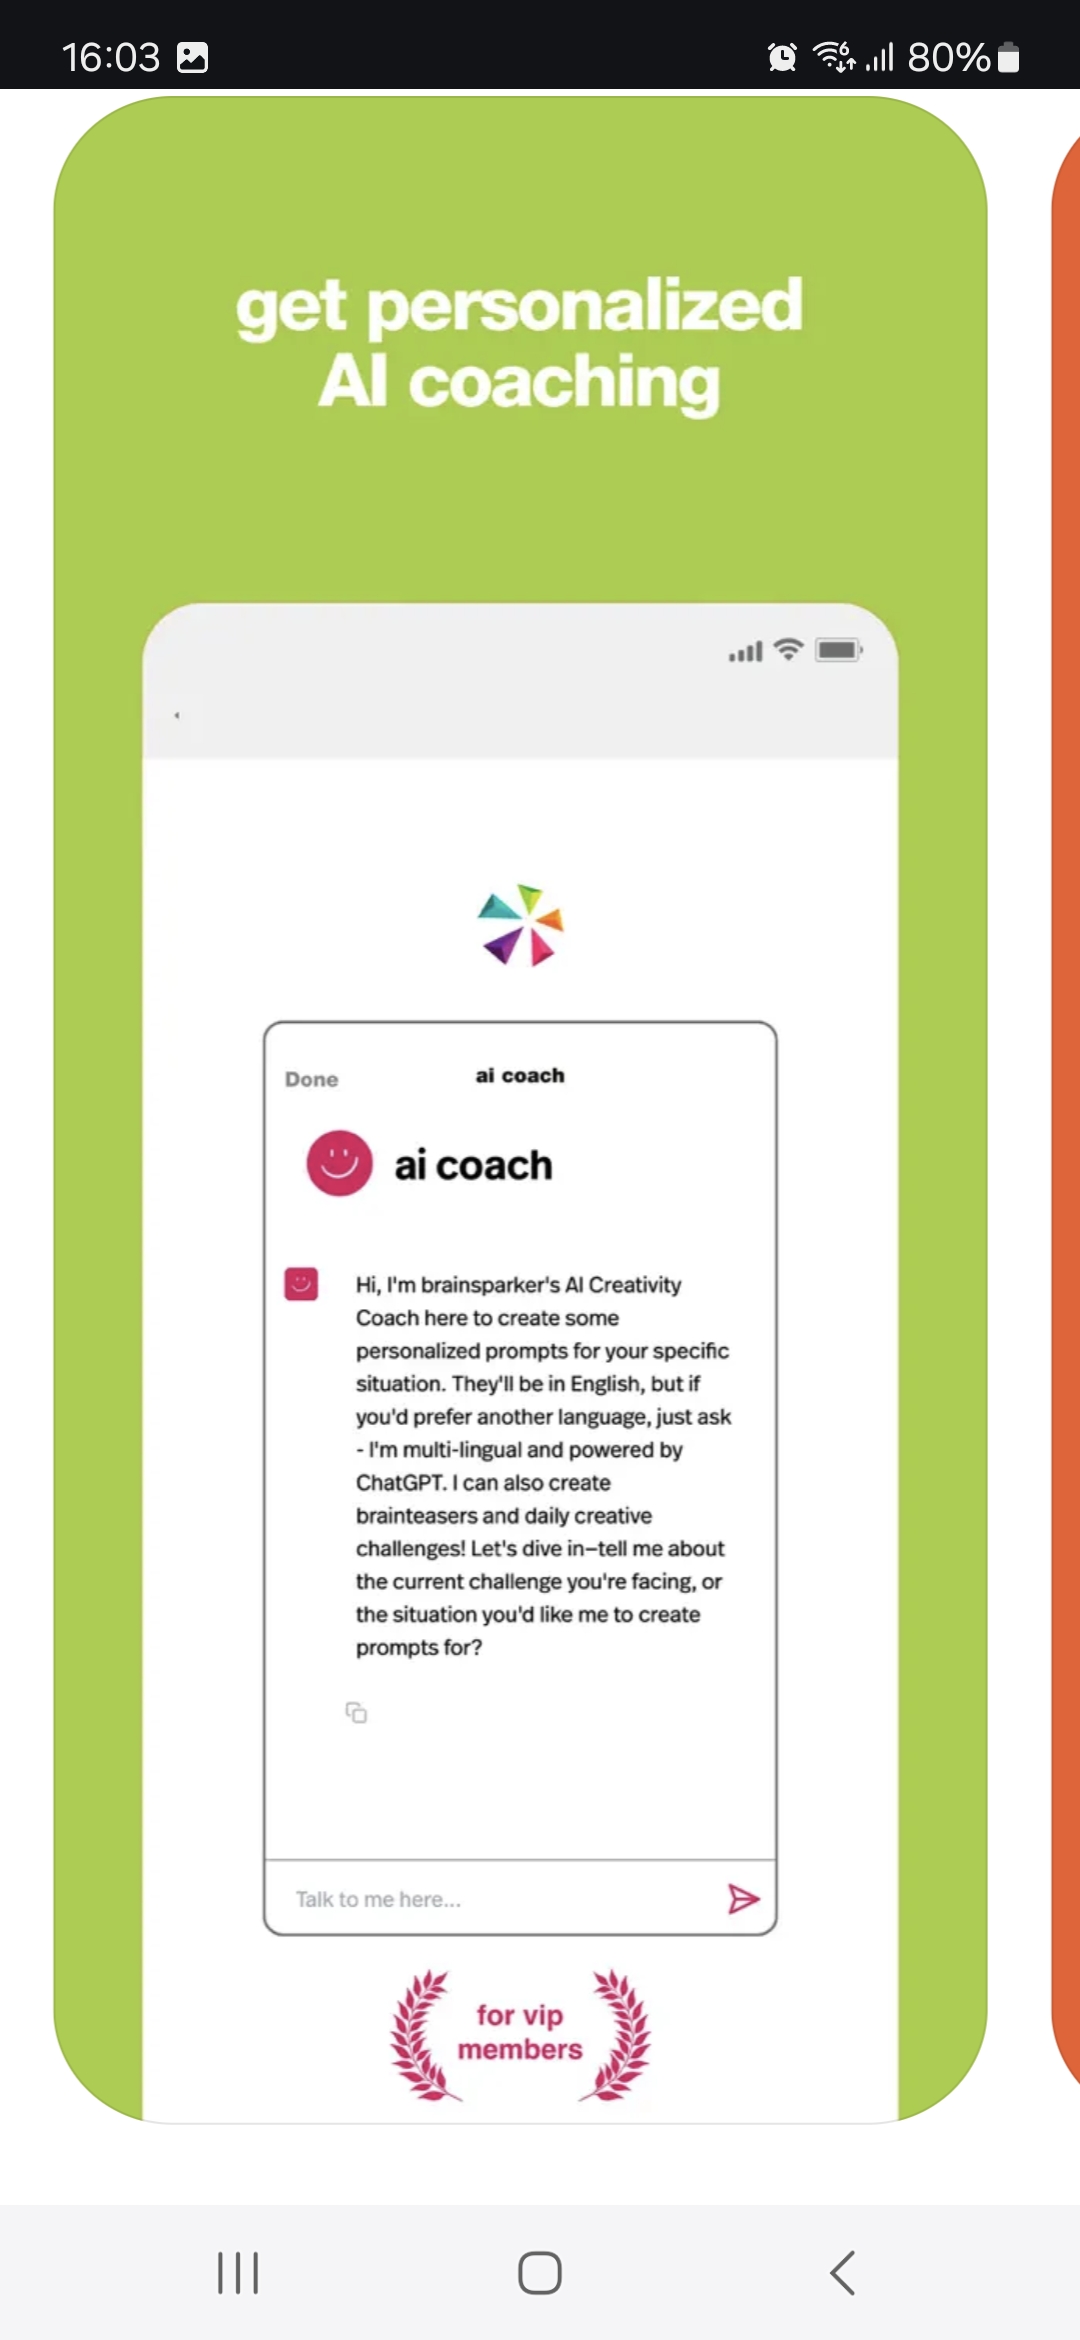 16:03
80%
get personalized
AI coaching
Done
ai coach
ai coach
Hi, I'm brainsparker's AI Creativity
Coach here to create some
personalized prompts for your specific
situation. They'll be in English, but if
you'd prefer another language, just ask
- I'm multi-lingual and powered by
ChatGPT. I can also create
brainteasers and daily creative
challenges! Let's dive in–tell me about
the current challenge you're facing, or
the situation you'd like me to create
prompts for?
Talk to me here...
for vip
members